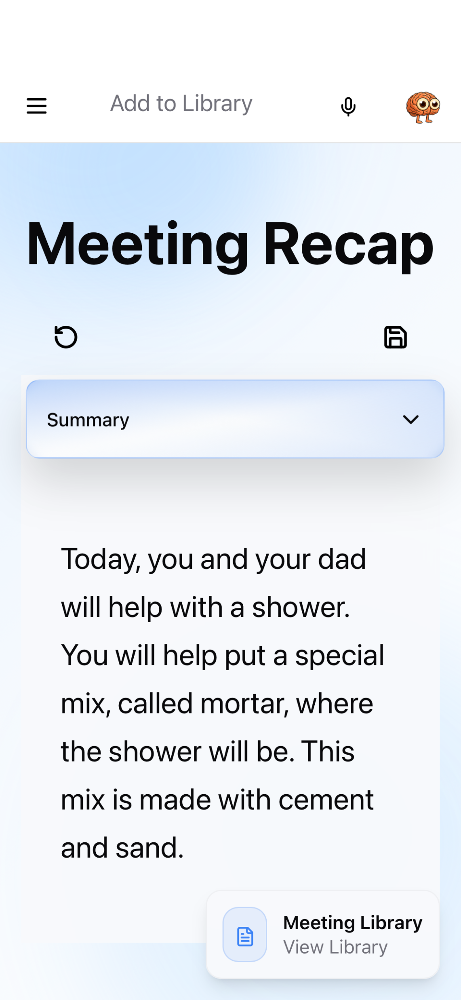 Add to Library
Meeting Recap
Summary
Today, you and your dad
will help with a shower.
You will help put a special
mix, called mortar, where
the shower will be. This
mix is made with cement
and sand.
Meeting Library
View Library